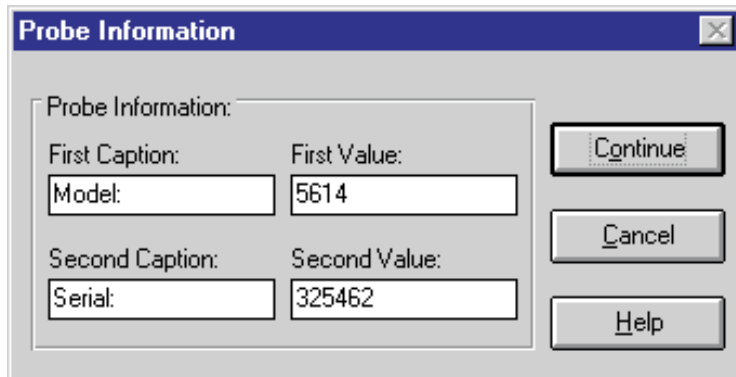 Probe Information
Probe Information:
First Caption: First Value:
Model: 5614
Second Caption: Second Value:
Serial: 325462
Continue
Cancel
Help